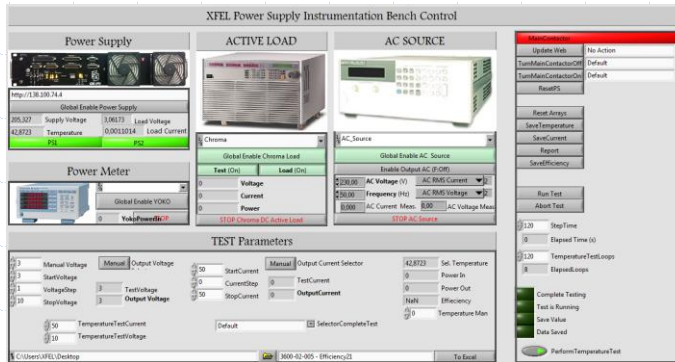 XFEL Power Supply Instrumentation Bench Control
Power Supply
http://138.100.74.4
Global Enable Power Supply
205,327 Supply Voltage 3,06173 Load Voltage
42,8723 Temperature 0,0011014 Load Current
PS1 PS2
Power Meter
Global Enable YOKO
0 YokoPowerIn STOP
ACTIVE LOAD
Chroma
Global Enable Chroma Load
Test (On) Load (On)
0 Voltage
0 Current
0 Power
STOP Chroma DC Active Load
AC SOURCE
AC_Source
Global Enable AC Source
Enable Output AC (F:Off)
230,00 AC Voltage (V) AC RMS Current 2
50,00 Frequency (Hz) AC RMS Voltage 2
0,000 AC Current Meas. 0,00 AC Voltage Meas
STOP AC Source
TEST Parameters
3 Manual Voltage Manual Output Voltage
3 StartVoltage
1 VoltageStep 3 TestVoltage
10 StopVoltage 3 Output Voltage
50 StartCurrent Manual Output Current Selector
0 CurrentStep 0 TestCurrent
50 StopCurrent 0 OutputCurrent
42,8723 Sel. Temperature
0 Power In
0 Power Out
NaN Effieciency
0 Temperature Man
50 TemperatureTestCurrent
10 TemperatureTestVoltage
Default SelectorCompleteTest
C:\Users\XFEL\Desktop 3600-02-005 - Efficiency21 To Excel
MainContactor
Update Web No Action
TurnMainContactorOff Default
TurnMainContactorOn Default
ResetPS
Reset Arrays
SaveTemperature
SaveCurrent
Report
SaveEfficiency
Run Test
Abort Test
120 StepTime
0 Elapsed Time (s)
120 TemperatureTestLoops
8 ElapsedLoops
Complete Testing
Test is Running
Save Value
Data Saved
PerformTemperatureTest